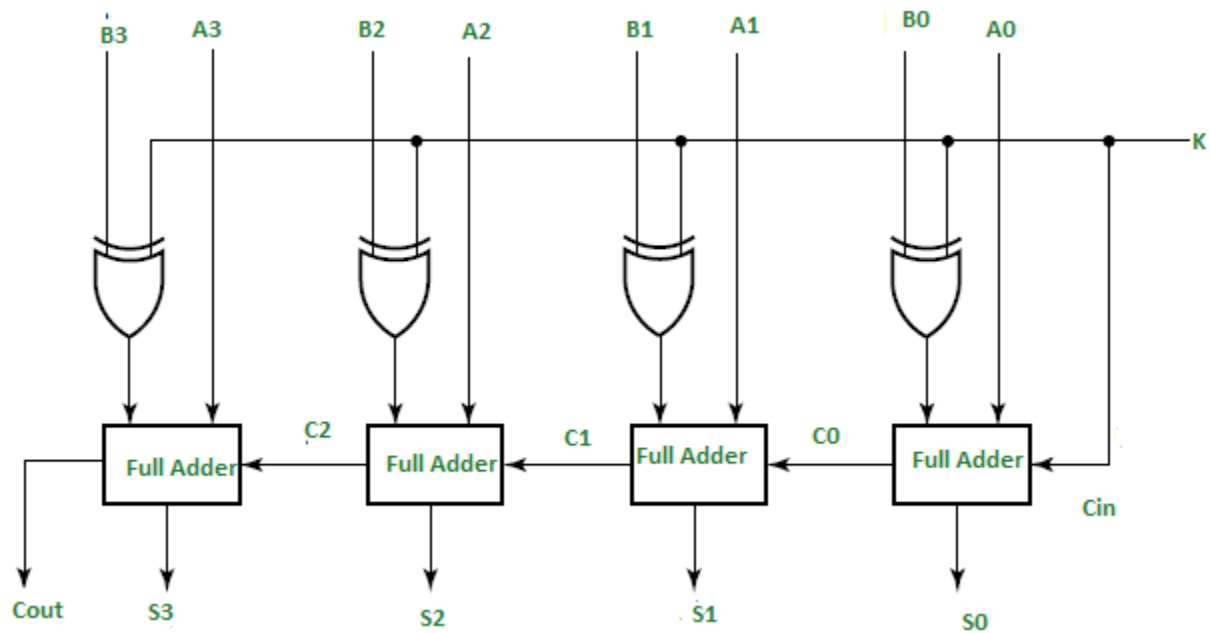 B3 A3 B2 A2 B1 A1 B0 A0
K
C2 C1 C0
Full Adder Full Adder Full Adder Full Adder
Cin
Cout S3 S2 S1 S0